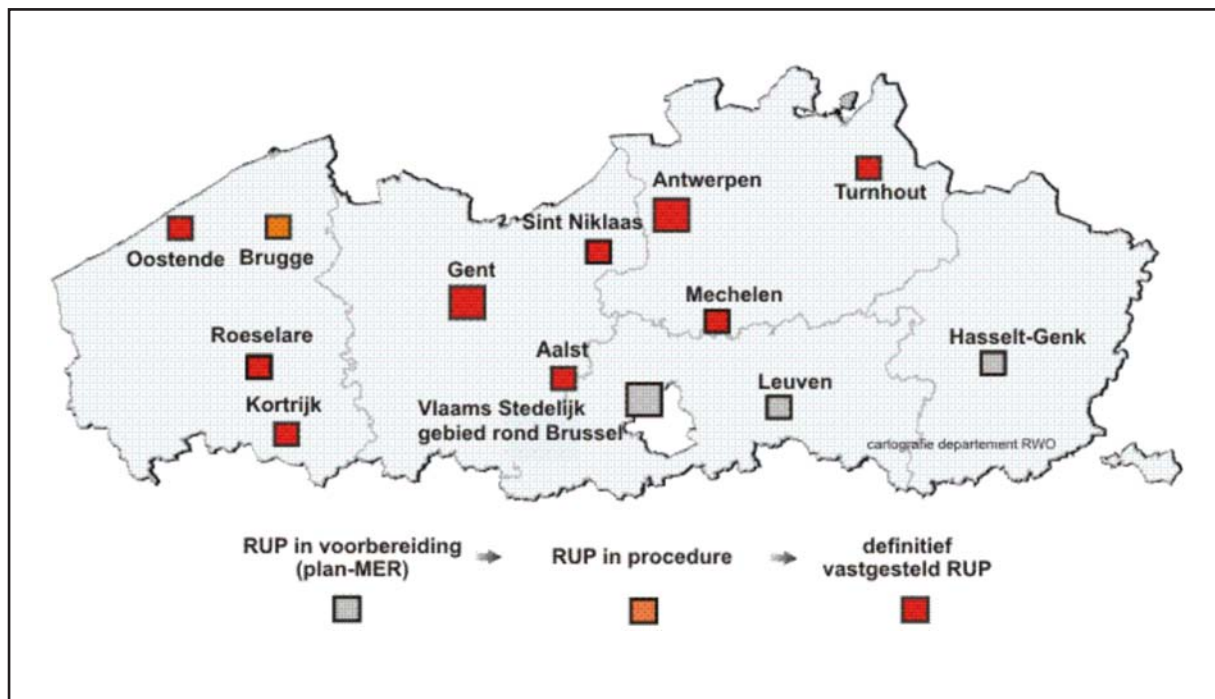 Antwerpen
Turnhout
Sint Niklaas
Oostende
Brugge
Gent
Mechelen
Roeselare
Hasselt-Genk
Aalst
Leuven
Kortrijk
Vlaams Stedelijk
gebied rond Brussel
cartografie departement RWO
RUP in voorbereiding
(plan-MER)
RUP in procedure
definitief
vastgesteld RUP